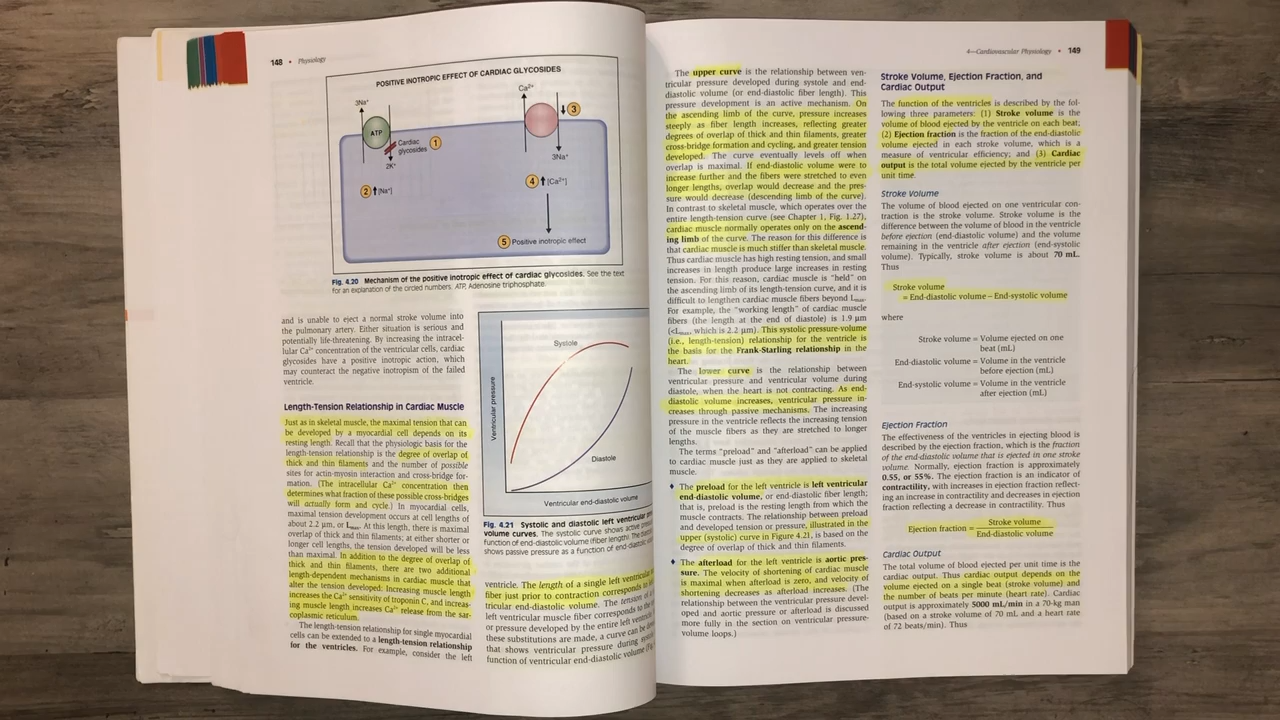 148 • Physiology
POSITIVE INOTROPIC EFFECT OF CARDIAC GLYCOSIDES
3Na⁺
ATP
Cardiac
glycosides
1
2K⁺
2 ↑[Na⁺]
Ca²⁺
3
3Na⁺
4 ↑[Ca²⁺]
5 Positive inotropic effect
Fig. 4.20 Mechanism of the positive inotropic effect of cardiac glycosides. See the text
for an explanation of the circled numbers. ATP, Adenosine triphosphate.
and is unable to eject a normal stroke volume into
the pulmonary artery. Either situation is serious and
potentially life-threatening. By increasing the intracel-
lular Ca²⁺ concentration of the ventricular cells, cardiac
glycosides have a positive inotropic action, which
may counteract the negative inotropism of the failed
ventricle.
Length-Tension Relationship in Cardiac Muscle
Just as in skeletal muscle, the maximal tension that can
be developed by a myocardial cell depends on its
resting length. Recall that the physiologic basis for the
length-tension relationship is the degree of overlap of
thick and thin filaments and the number of possible
sites for actin-myosin interaction and cross-bridge for-
mation. (The intracellular Ca²⁺ concentration then
determines what fraction of these possible cross-bridges
will actually form and cycle.) In myocardial cells,
maximal tension development occurs at cell lengths of
about 2.2 μm, or Lmax. At this length, there is maximal
overlap of thick and thin filaments; at either shorter or
longer cell lengths, the tension developed will be less
than maximal. In addition to the degree of overlap of
thick and thin filaments, there are two additional
length-dependent mechanisms in cardiac muscle that
alter the tension developed: Increasing muscle length
increases the Ca²⁺ sensitivity of troponin C, and increas-
ing muscle length increases Ca²⁺ release from the sar-
coplasmic reticulum.
The length-tension relationship for single myocardial
cells can be extended to a length-tension relationship
for the ventricles. For example, consider the left
Ventricular pressure
Systole
Diastole
Ventricular end-diastolic volume
Fig. 4.21 Systolic and diastolic left ventricular
volume curves. The systolic curve shows active
function of end-diastolic volume (fiber length). The
shows passive pressure as a function of end-diastolic
ventricle. The length of a single left ventricular
fiber just prior to contraction corresponds to
tricular end-diastolic volume. The tension of a
left ventricular muscle fiber corresponds to the
or pressure developed by the entire left
these substitutions are made, a curve can be
that shows ventricular pressure during
function of ventricular end-diastolic volume
4—Cardiovascular Physiology • 149
The upper curve is the relationship between ven-
tricular pressure developed during systole and end-
diastolic volume (or end-diastolic fiber length). This
pressure development is an active mechanism. On
the ascending limb of the curve, pressure increases
steeply as fiber length increases, reflecting greater
degrees of overlap of thick and thin filaments, greater
cross-bridge formation and cycling, and greater tension
developed. The curve eventually levels off when
overlap is maximal. If end-diastolic volume were to
increase further and the fibers were stretched to even
longer lengths, overlap would decrease and the pres-
sure would decrease (descending limb of the curve).
In contrast to skeletal muscle, which operates over the
entire length-tension curve (see Chapter 1, Fig. 1.27),
cardiac muscle normally operates only on the ascend-
ing limb of the curve. The reason for this difference is
that cardiac muscle is much stiffer than skeletal muscle.
Thus cardiac muscle has high resting tension, and small
increases in length produce large increases in resting
tension. For this reason, cardiac muscle is "held" on
the ascending limb of its length-tension curve, and it is
difficult to lengthen cardiac muscle fibers beyond Lmax.
For example, the "working length" of cardiac muscle
fibers (the length at the end of diastole) is 1.9 μm
(<Lmax, which is 2.2 μm). This systolic pressure-volume
(i.e., length-tension) relationship for the ventricle is
the basis for the Frank-Starling relationship in the
heart.
The lower curve is the relationship between
ventricular pressure and ventricular volume during
diastole, when the heart is not contracting. As end-
diastolic volume increases, ventricular pressure in-
creases through passive mechanisms. The increasing
pressure in the ventricle reflects the increasing tension
of the muscle fibers as they are stretched to longer
lengths.
The terms "preload" and "afterload" can be applied
to cardiac muscle just as they are applied to skeletal
muscle.
♦ The preload for the left ventricle is left ventricular
end-diastolic volume, or end-diastolic fiber length;
that is, preload is the resting length from which the
muscle contracts. The relationship between preload
and developed tension or pressure, illustrated in the
upper (systolic) curve in Figure 4.21, is based on the
degree of overlap of thick and thin filaments.
♦ The afterload for the left ventricle is aortic pres-
sure. The velocity of shortening of cardiac muscle
is maximal when afterload is zero, and velocity of
shortening decreases as afterload increases. (The
relationship between the ventricular pressure devel-
oped and aortic pressure or afterload is discussed
more fully in the section on ventricular pressure-
volume loops.)
Stroke Volume, Ejection Fraction, and
Cardiac Output
The function of the ventricles is described by the fol-
lowing three parameters: (1) Stroke volume is the
volume of blood ejected by the ventricle on each beat;
(2) Ejection fraction is the fraction of the end-diastolic
volume ejected in each stroke volume, which is a
measure of ventricular efficiency; and (3) Cardiac
output is the total volume ejected by the ventricle per
unit time.
Stroke Volume
The volume of blood ejected on one ventricular con-
traction is the stroke volume. Stroke volume is the
difference between the volume of blood in the ventricle
before ejection (end-diastolic volume) and the volume
remaining in the ventricle after ejection (end-systolic
volume). Typically, stroke volume is about 70 mL.
Thus
Stroke volume
= End-diastolic volume − End-systolic volume
where
Stroke volume = Volume ejected on one
beat (mL)
End-diastolic volume = Volume in the ventricle
before ejection (mL)
End-systolic volume = Volume in the ventricle
after ejection (mL)
Ejection Fraction
The effectiveness of the ventricles in ejecting blood is
described by the ejection fraction, which is the fraction
of the end-diastolic volume that is ejected in one stroke
volume. Normally, ejection fraction is approximately
0.55, or 55%. The ejection fraction is an indicator of
contractility, with increases in ejection fraction reflect-
ing an increase in contractility and decreases in ejection
fraction reflecting a decrease in contractility. Thus
Ejection fraction = Stroke volume
End-diastolic volume
Cardiac Output
The total volume of blood ejected per unit time is the
cardiac output. Thus cardiac output depends on the
volume ejected on a single beat (stroke volume) and
the number of beats per minute (heart rate). Cardiac
output is approximately 5000 mL/min in a 70-kg man
(based on a stroke volume of 70 mL and a heart rate
of 72 beats/min). Thus